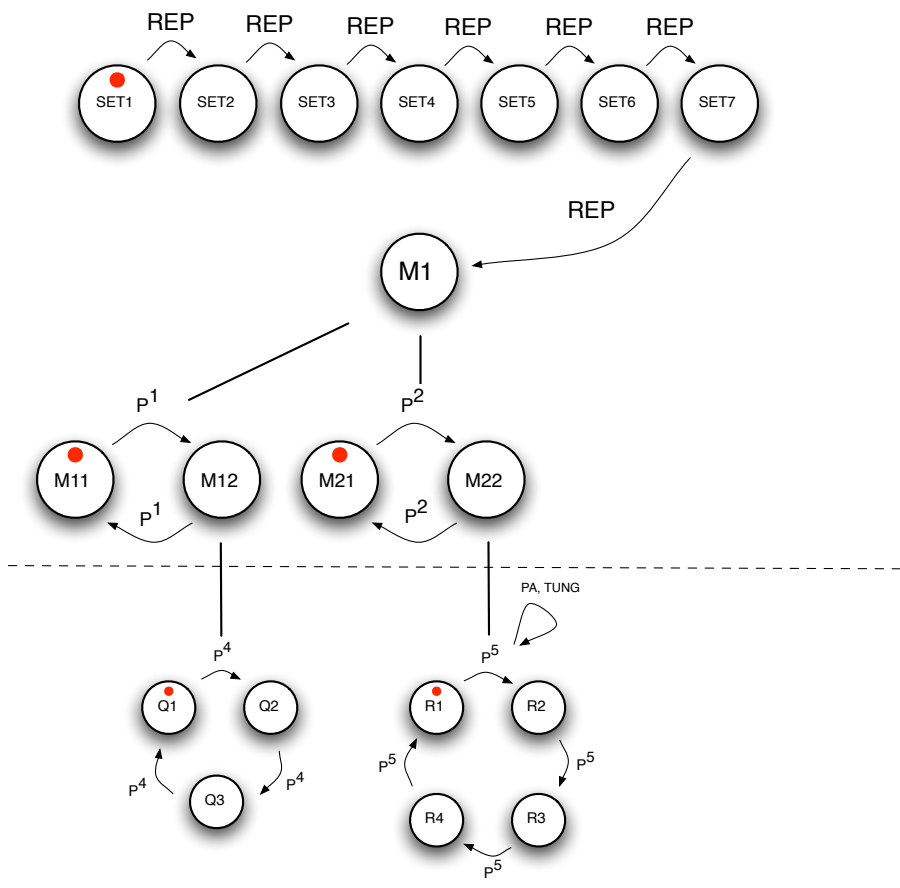 REP REP REP REP REP REP
SET1 SET2 SET3 SET4 SET5 SET6 SET7
REP
M1
P¹ P²
M11 M12 M21 M22
P¹ P²
PA, TUNG
P⁴ P⁵
Q1 Q2 R1 R2
P⁴ P⁴ P⁵ P⁵
Q3 R4 R3
P⁵